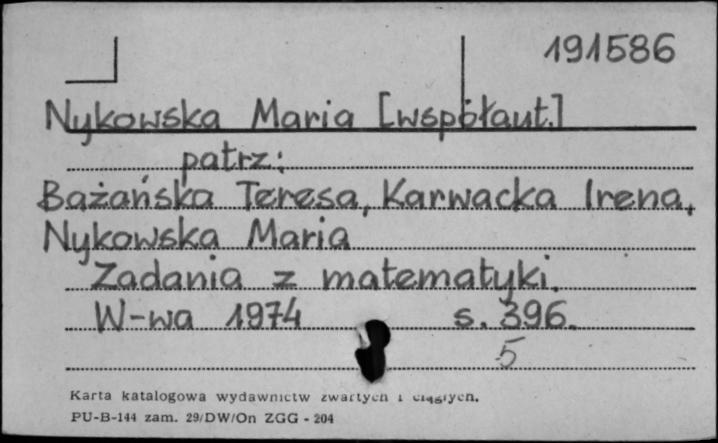 191586
Nykowska Maria [współaut.]
patrz:
Bażańska Teresa, Karwacka Irena,
Nykowska Maria
Zadania z matematyki.
W-wa 1974 s. 396.
5
Karta katalogowa wydawnictw zwartych i ciągłych.
PU-B-144 zam. 29/DW/On ZGG - 204